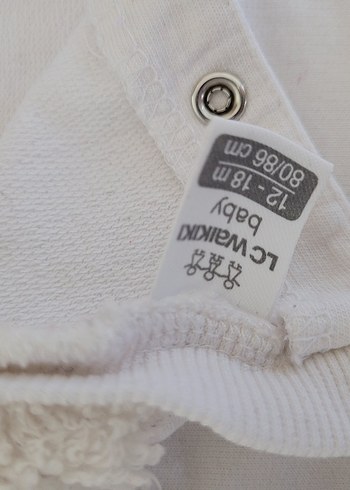 LC WAIKIKI
baby
12 - 18 m
80/86 cm